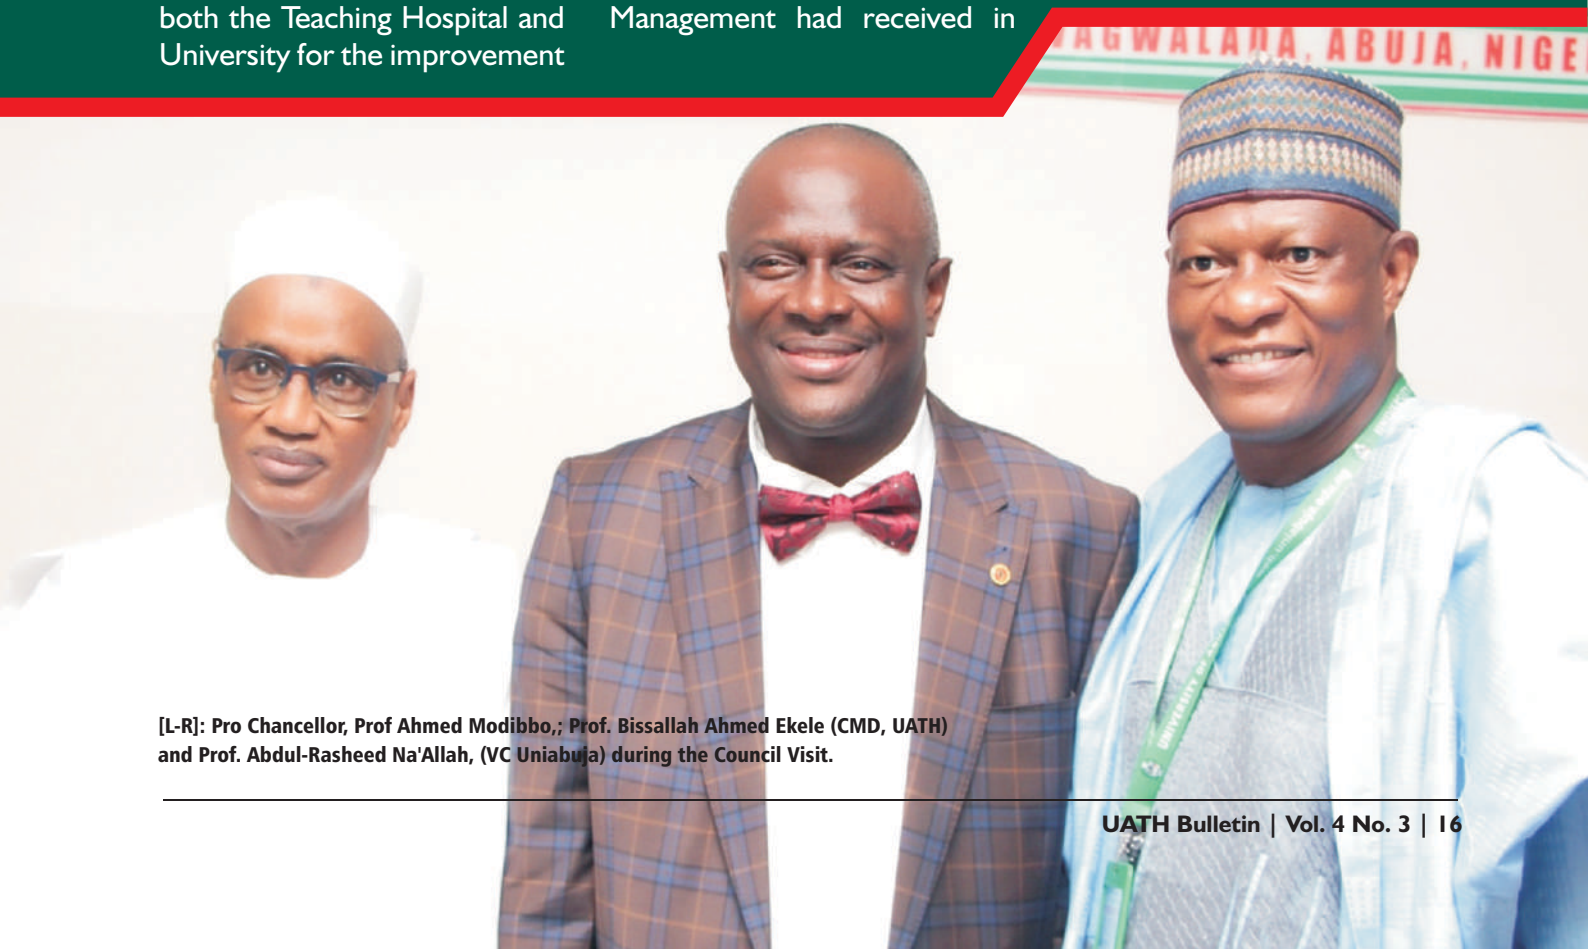 both the Teaching Hospital and
University for the improvement
Management had received in
ABUJA, NIGE
UNIVERSITY OF
[L-R]: Pro Chancellor, Prof Ahmed Modibbo,; Prof. Bissallah Ahmed Ekele (CMD, UATH)
and Prof. Abdul-Rasheed Na'Allah, (VC Uniabuja) during the Council Visit.
UATH Bulletin | Vol. 4 No. 3 | 16